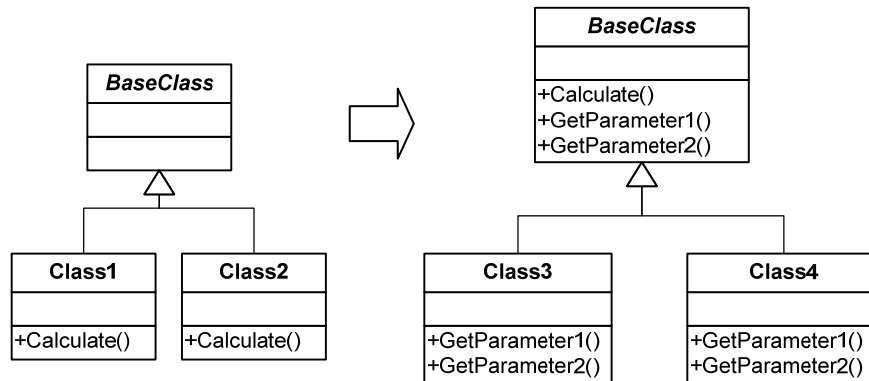 BaseClass
Class1
+Calculate()
Class2
+Calculate()
BaseClass
+Calculate()
+GetParameter1()
+GetParameter2()
Class3
+GetParameter1()
+GetParameter2()
Class4
+GetParameter1()
+GetParameter2()